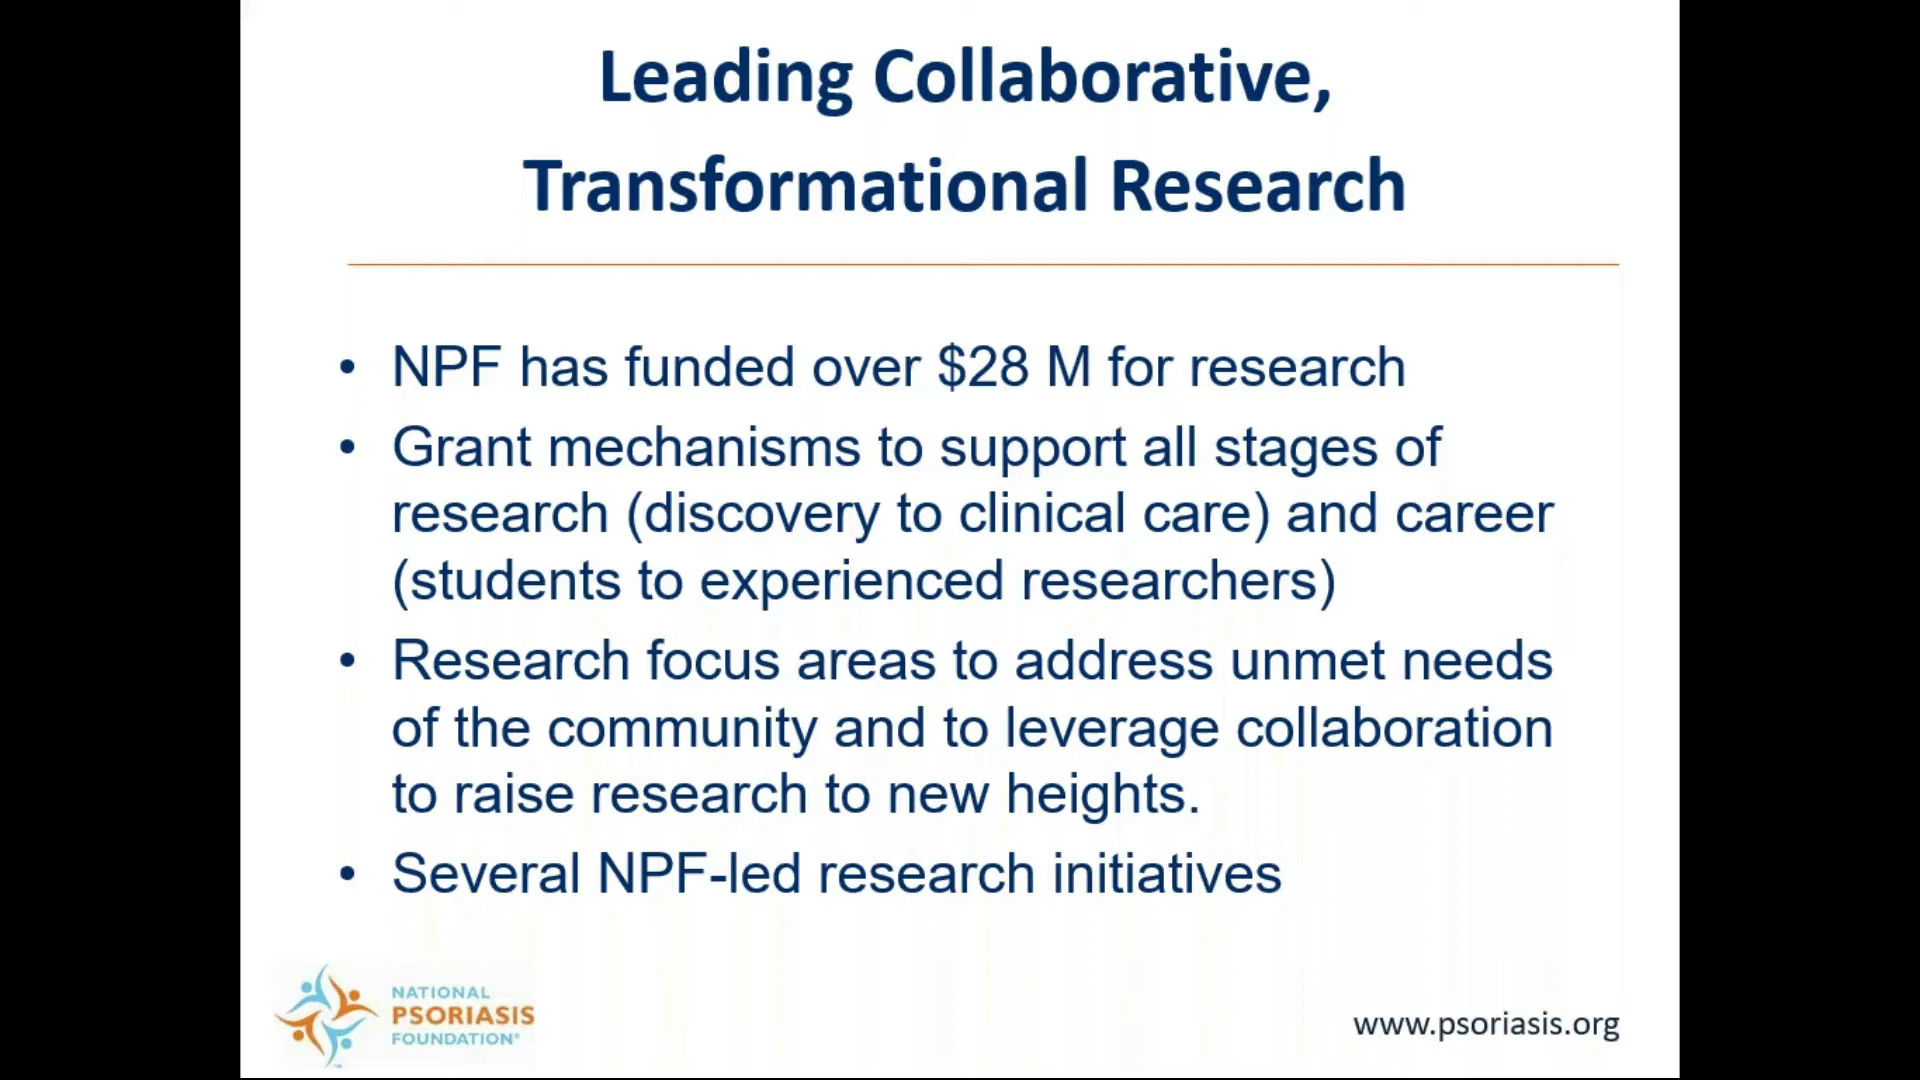 Leading Collaborative,
Transformational Research
• NPF has funded over $28 M for research
• Grant mechanisms to support all stages of
research (discovery to clinical care) and career
(students to experienced researchers)
• Research focus areas to address unmet needs
of the community and to leverage collaboration
to raise research to new heights.
• Several NPF-led research initiatives
NATIONAL
PSORIASIS
FOUNDATION®
www.psoriasis.org